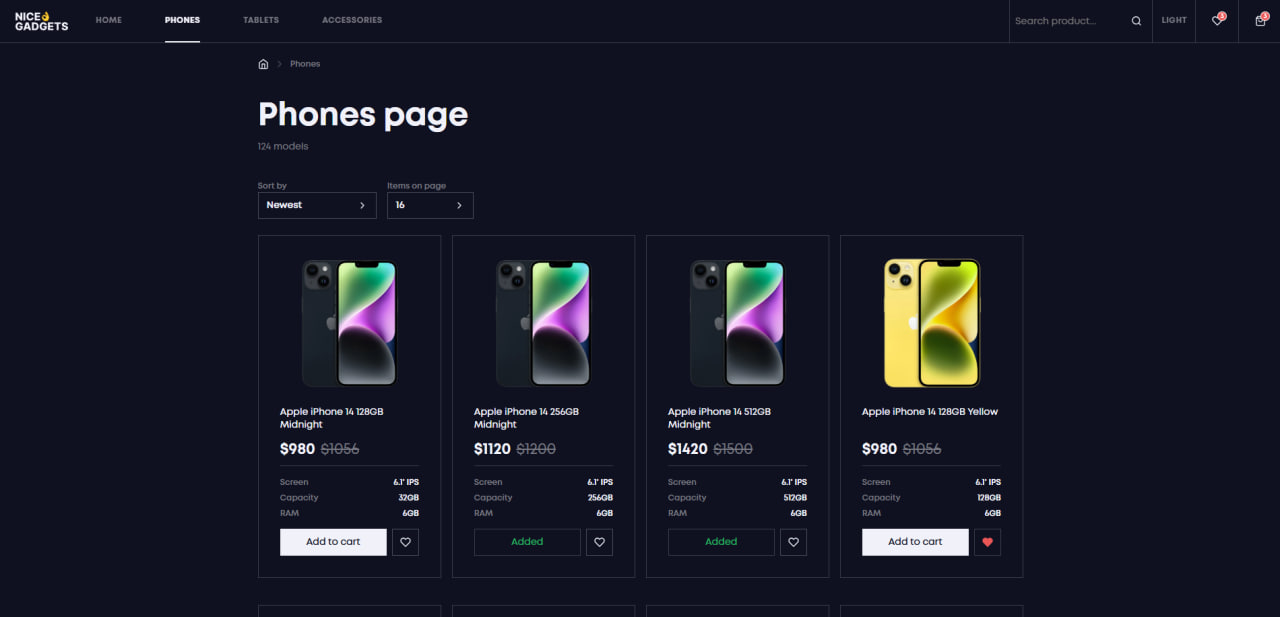 NICE👌
GADGETS
HOME
PHONES
TABLETS
ACCESSORIES
Search product...
LIGHT
3
3
Phones
Phones page
124 models
Sort by
Items on page
Newest
16
Apple iPhone 14 128GB
Midnight
$980 $1056
Screen 6.1' IPS
Capacity 32GB
RAM 6GB
Add to cart
Apple iPhone 14 256GB
Midnight
$1120 $1200
Screen 6.1' IPS
Capacity 256GB
RAM 6GB
Added
Apple iPhone 14 512GB
Midnight
$1420 $1500
Screen 6.1' IPS
Capacity 512GB
RAM 6GB
Added
Apple iPhone 14 128GB Yellow
$980 $1056
Screen 6.1' IPS
Capacity 128GB
RAM 6GB
Add to cart